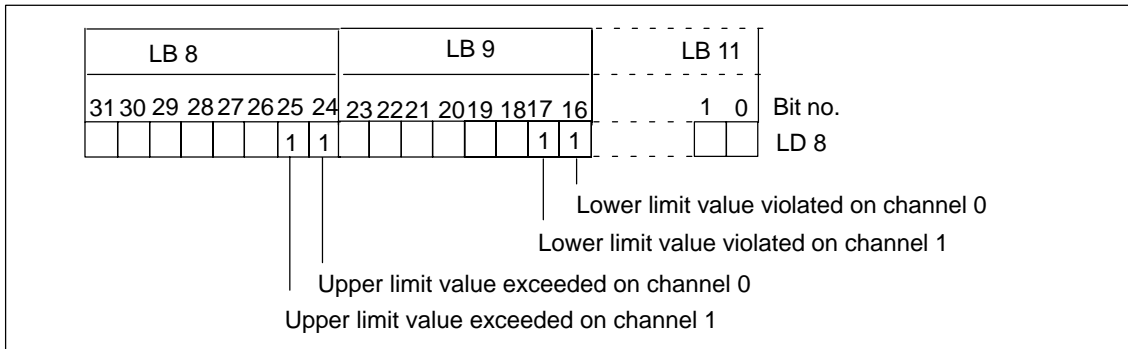 LB 8 LB 9 LB 11
31 30 29 28 27 26 25 24 23 22 21 20 19 18 17 16 1 0 Bit no.
1 1 1 1 LD 8
Lower limit value violated on channel 0
Lower limit value violated on channel 1
Upper limit value exceeded on channel 0
Upper limit value exceeded on channel 1